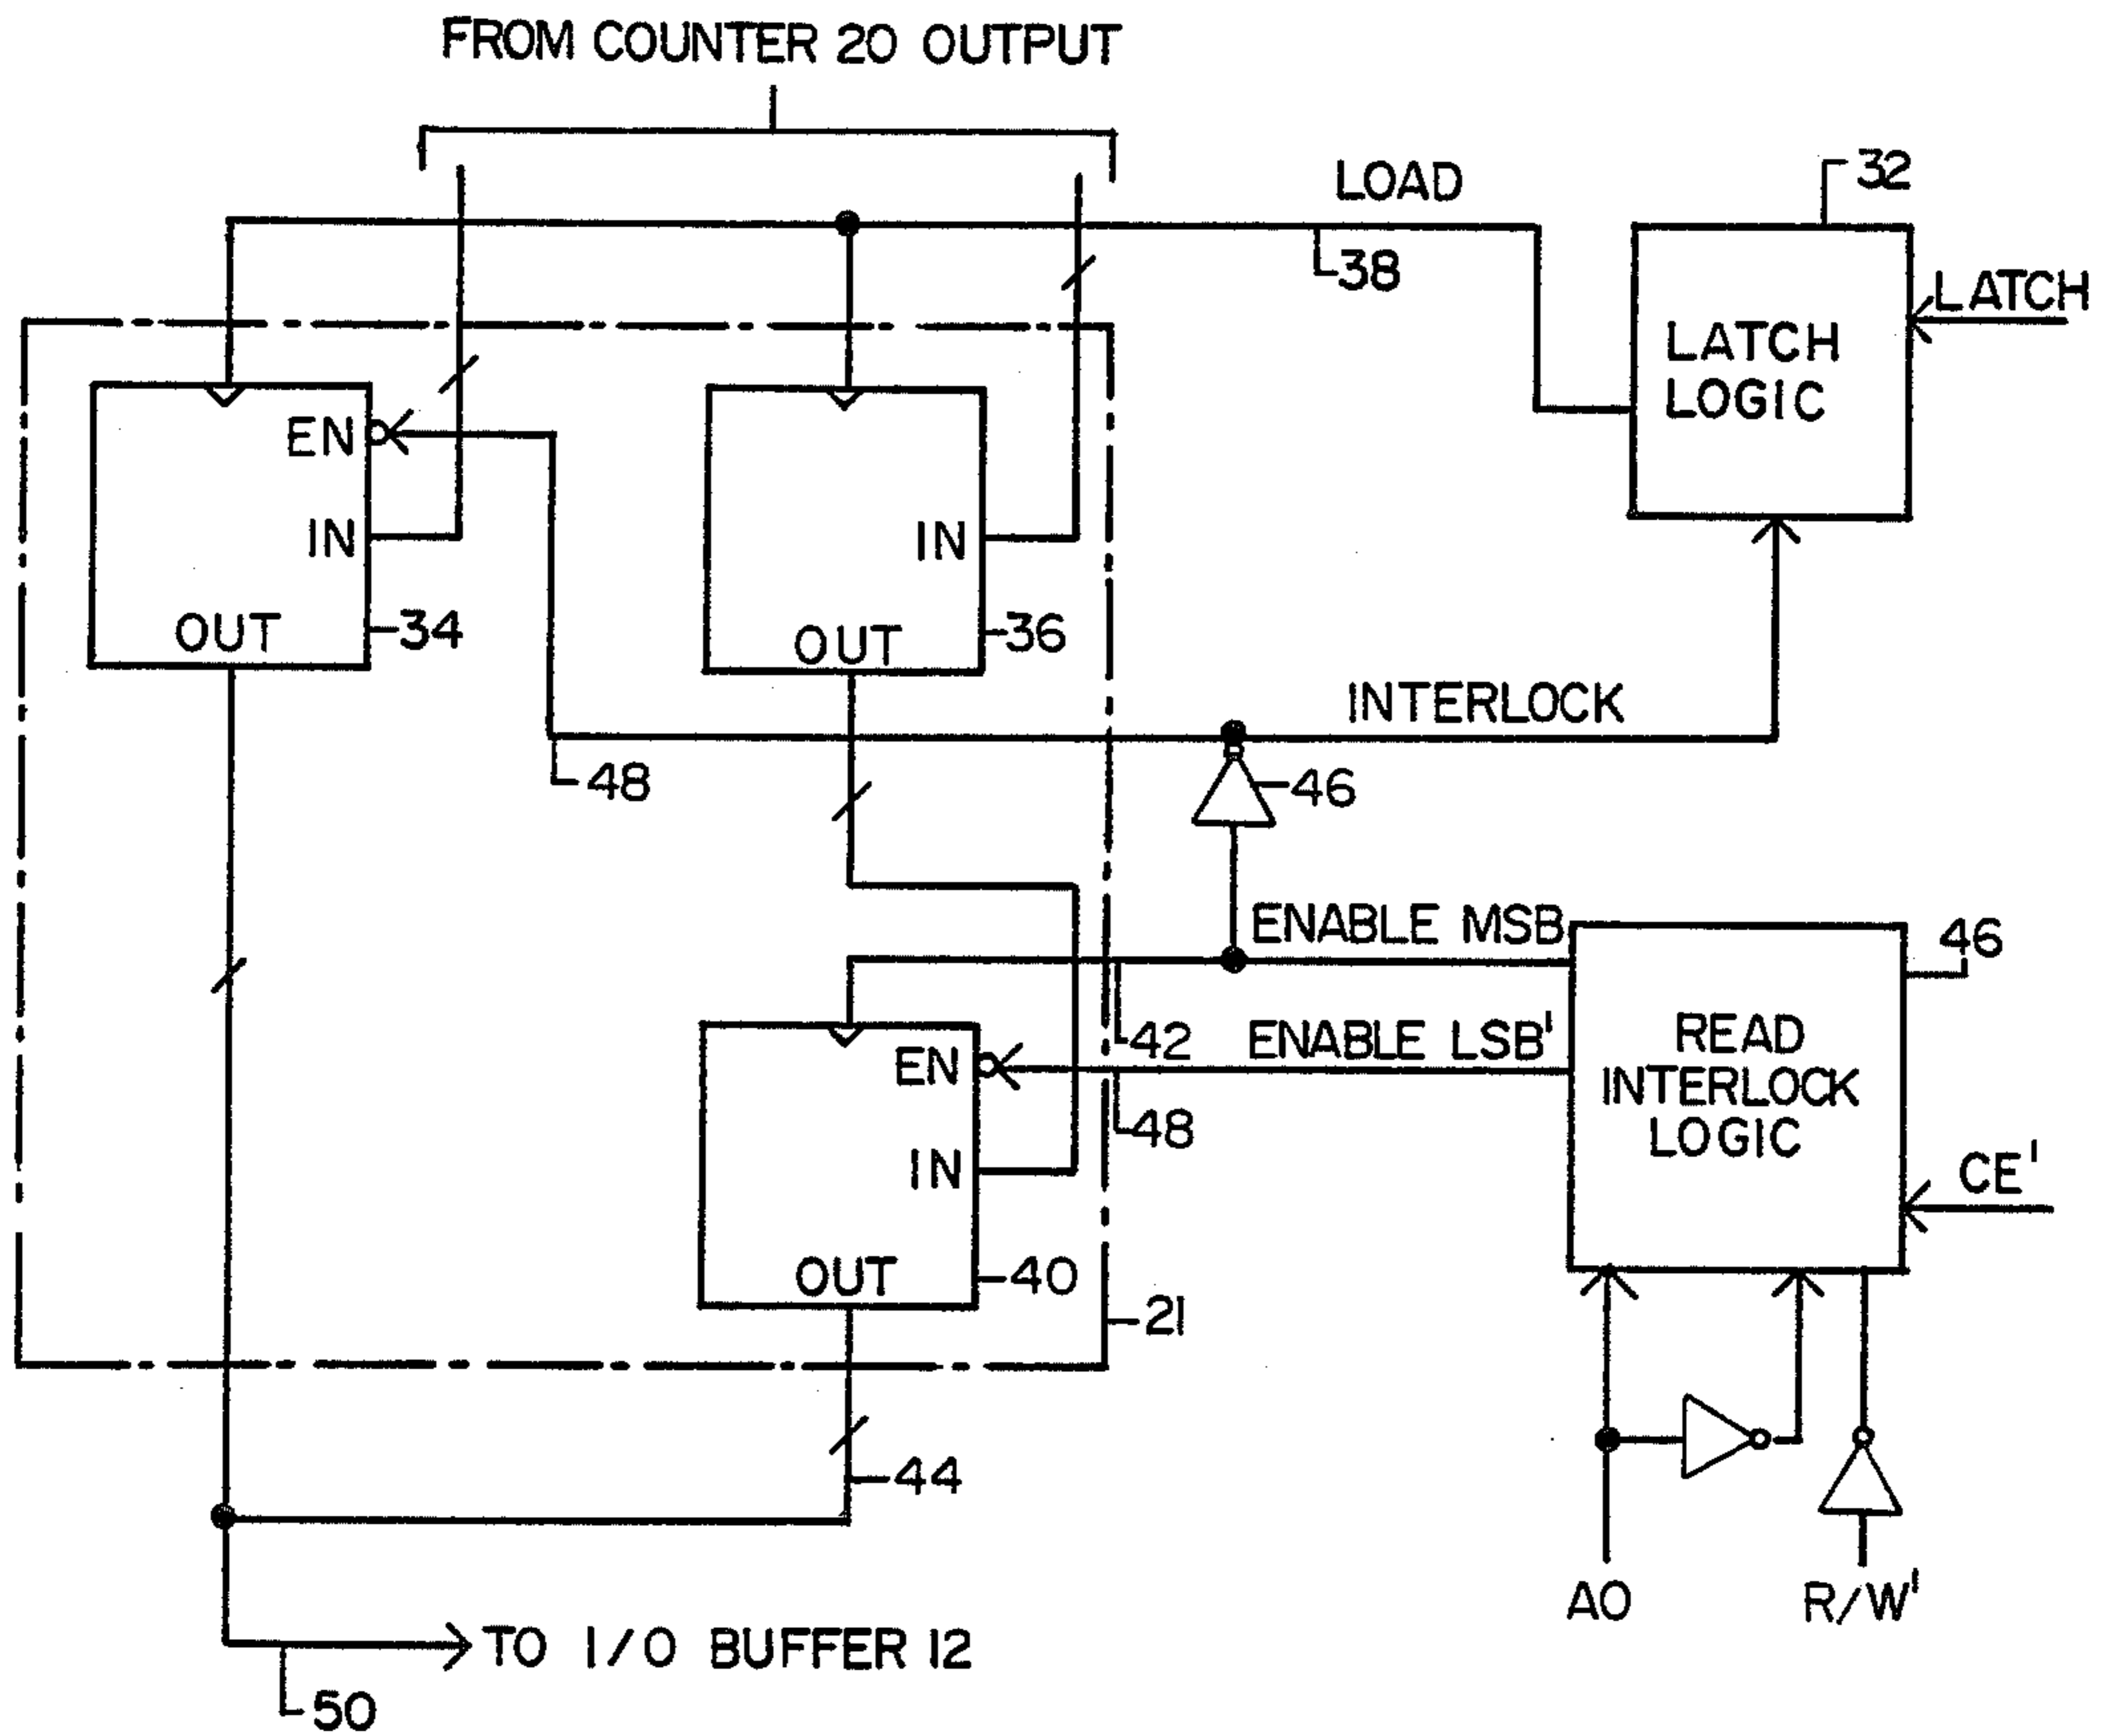 FROM COUNTER 20 OUTPUT
LOAD
32
38
LATCH
LATCH
LOGIC
EN
IN
IN
OUT
34
OUT
36
INTERLOCK
48
46
ENABLE MSB
46
42
ENABLE LSB'
READ
INTERLOCK
LOGIC
EN
48
IN
CE'
OUT
40
21
44
A0
R/W'
TO I/O BUFFER 12
50